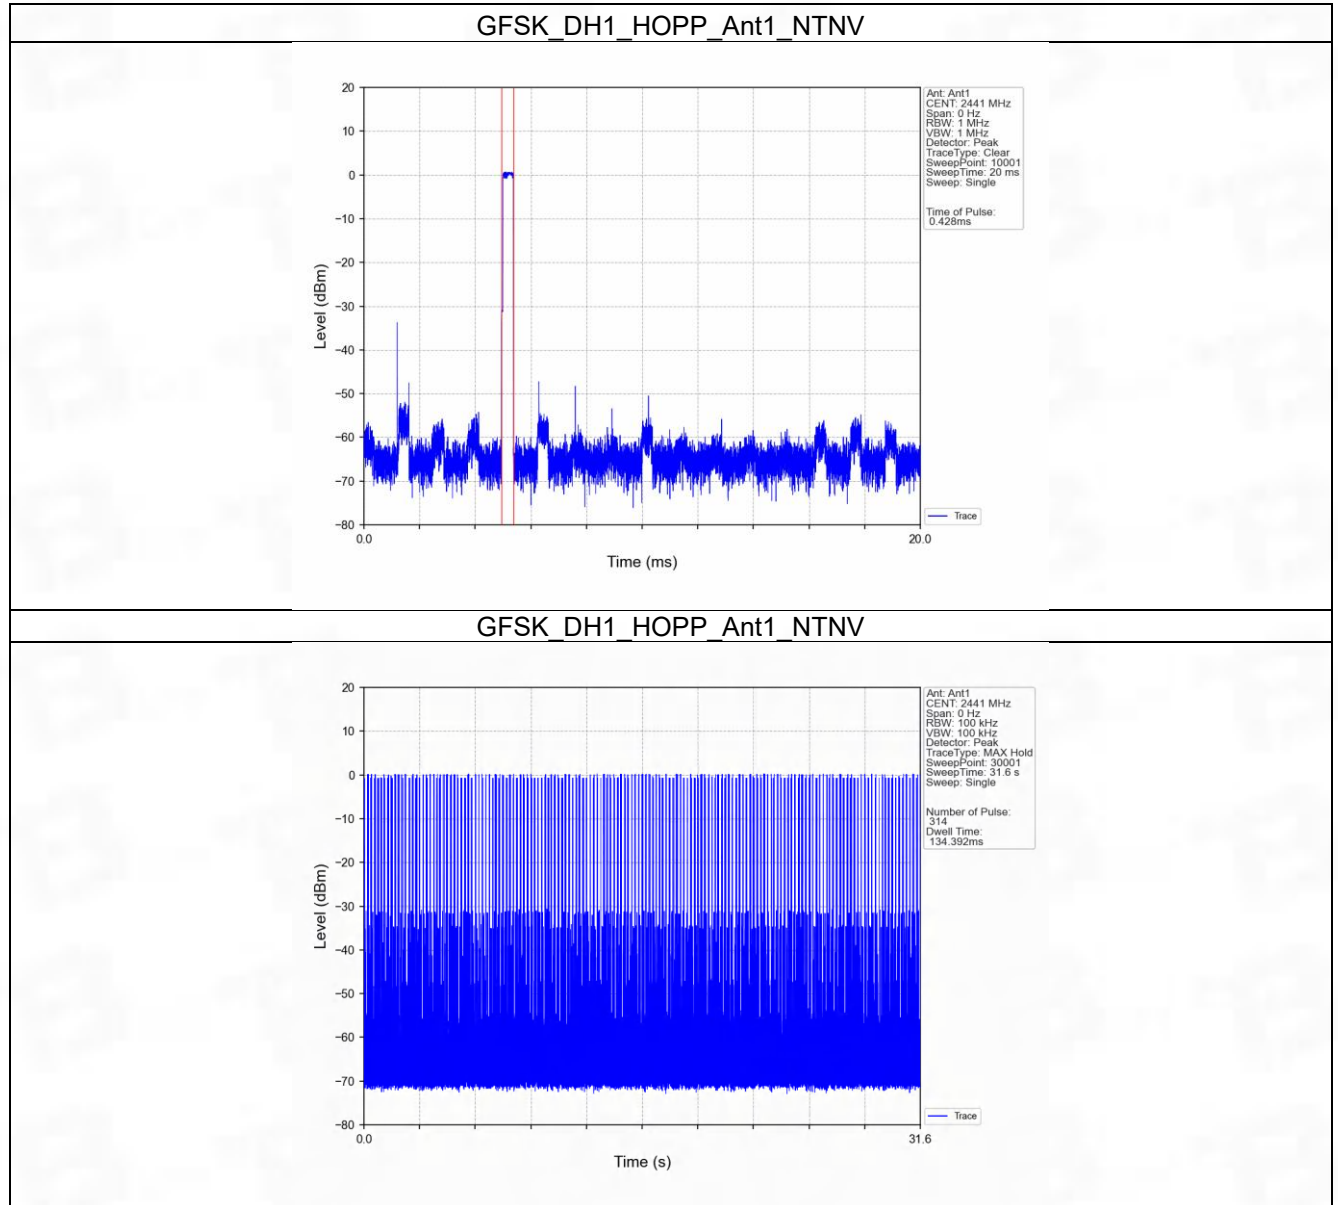 GFSK_DH1_HOPP_Ant1_NTNV
20
10
0
−10
−20
−30
−40
−50
−60
−70
−80
Level (dBm)
0.0
20.0
Time (ms)
Ant: Ant1
CENT: 2441 MHz
Span: 0 Hz
RBW: 1 MHz
VBW: 1 MHz
Detector: Peak
TraceType: Clear
SweepPoint: 10001
SweepTime: 20 ms
Sweep: Single
Time of Pulse:
0.428ms
Trace
GFSK_DH1_HOPP_Ant1_NTNV
20
10
0
−10
−20
−30
−40
−50
−60
−70
−80
Level (dBm)
0.0
31.6
Time (s)
Ant: Ant1
CENT: 2441 MHz
Span: 0 Hz
RBW: 100 kHz
VBW: 100 kHz
Detector: Peak
TraceType: MAX Hold
SweepPoint: 30001
SweepTime: 31.6 s
Sweep: Single
Number of Pulse:
314
Dwell Time:
134.392ms
Trace